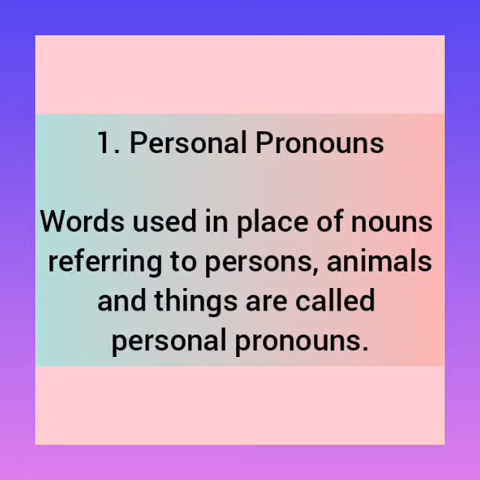 1. Personal Pronouns
Words used in place of nouns
referring to persons, animals
and things are called
personal pronouns.